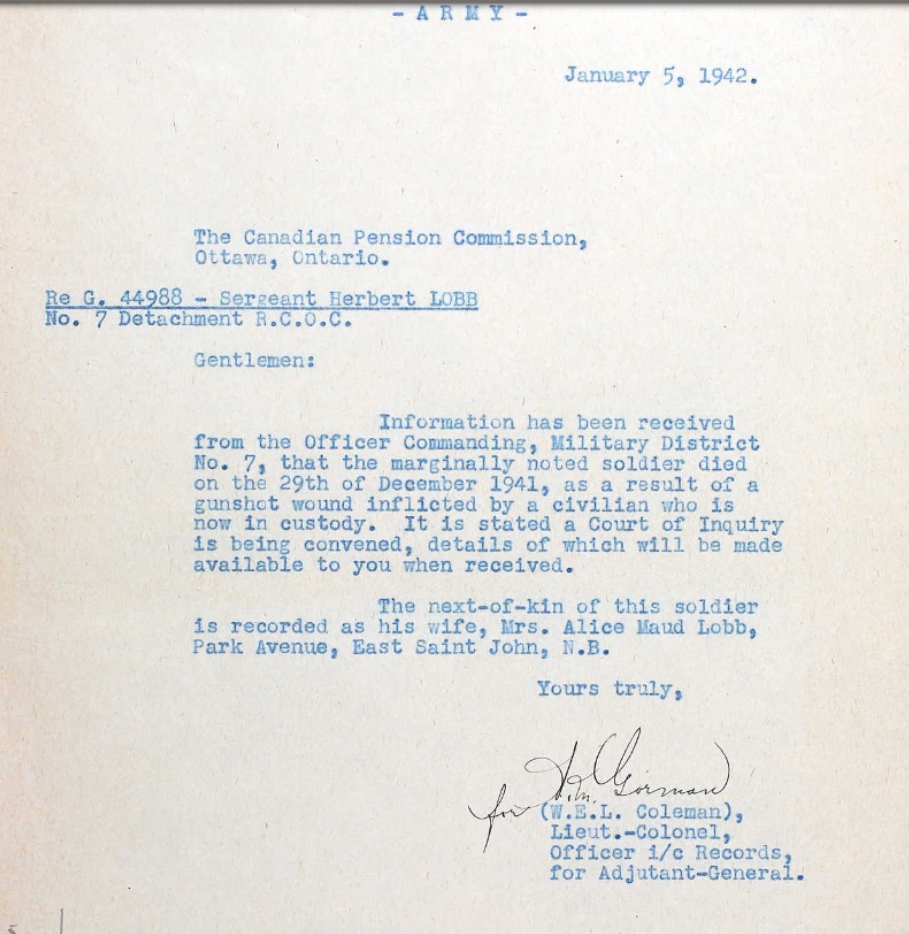 - A R M Y -
January 5, 1942.
The Canadian Pension Commission,
Ottawa, Ontario.
Re G. 44988 - Sergeant Herbert LOBB
No. 7 Detachment R.C.O.C.
Gentlemen:
Information has been received
from the Officer Commanding, Military District
No. 7, that the marginally noted soldier died
on the 29th of December 1941, as a result of a
gunshot wound inflicted by a civilian who is
now in custody. It is stated a Court of Inquiry
is being convened, details of which will be made
available to you when received.
The next-of-kin of this soldier
is recorded as his wife, Mrs. Alice Maud Lobb,
Park Avenue, East Saint John, N.B.
Yours truly,
Gorman
for (W.E.L. Coleman),
Lieut.-Colonel,
Officer i/c Records,
for Adjutant-General.